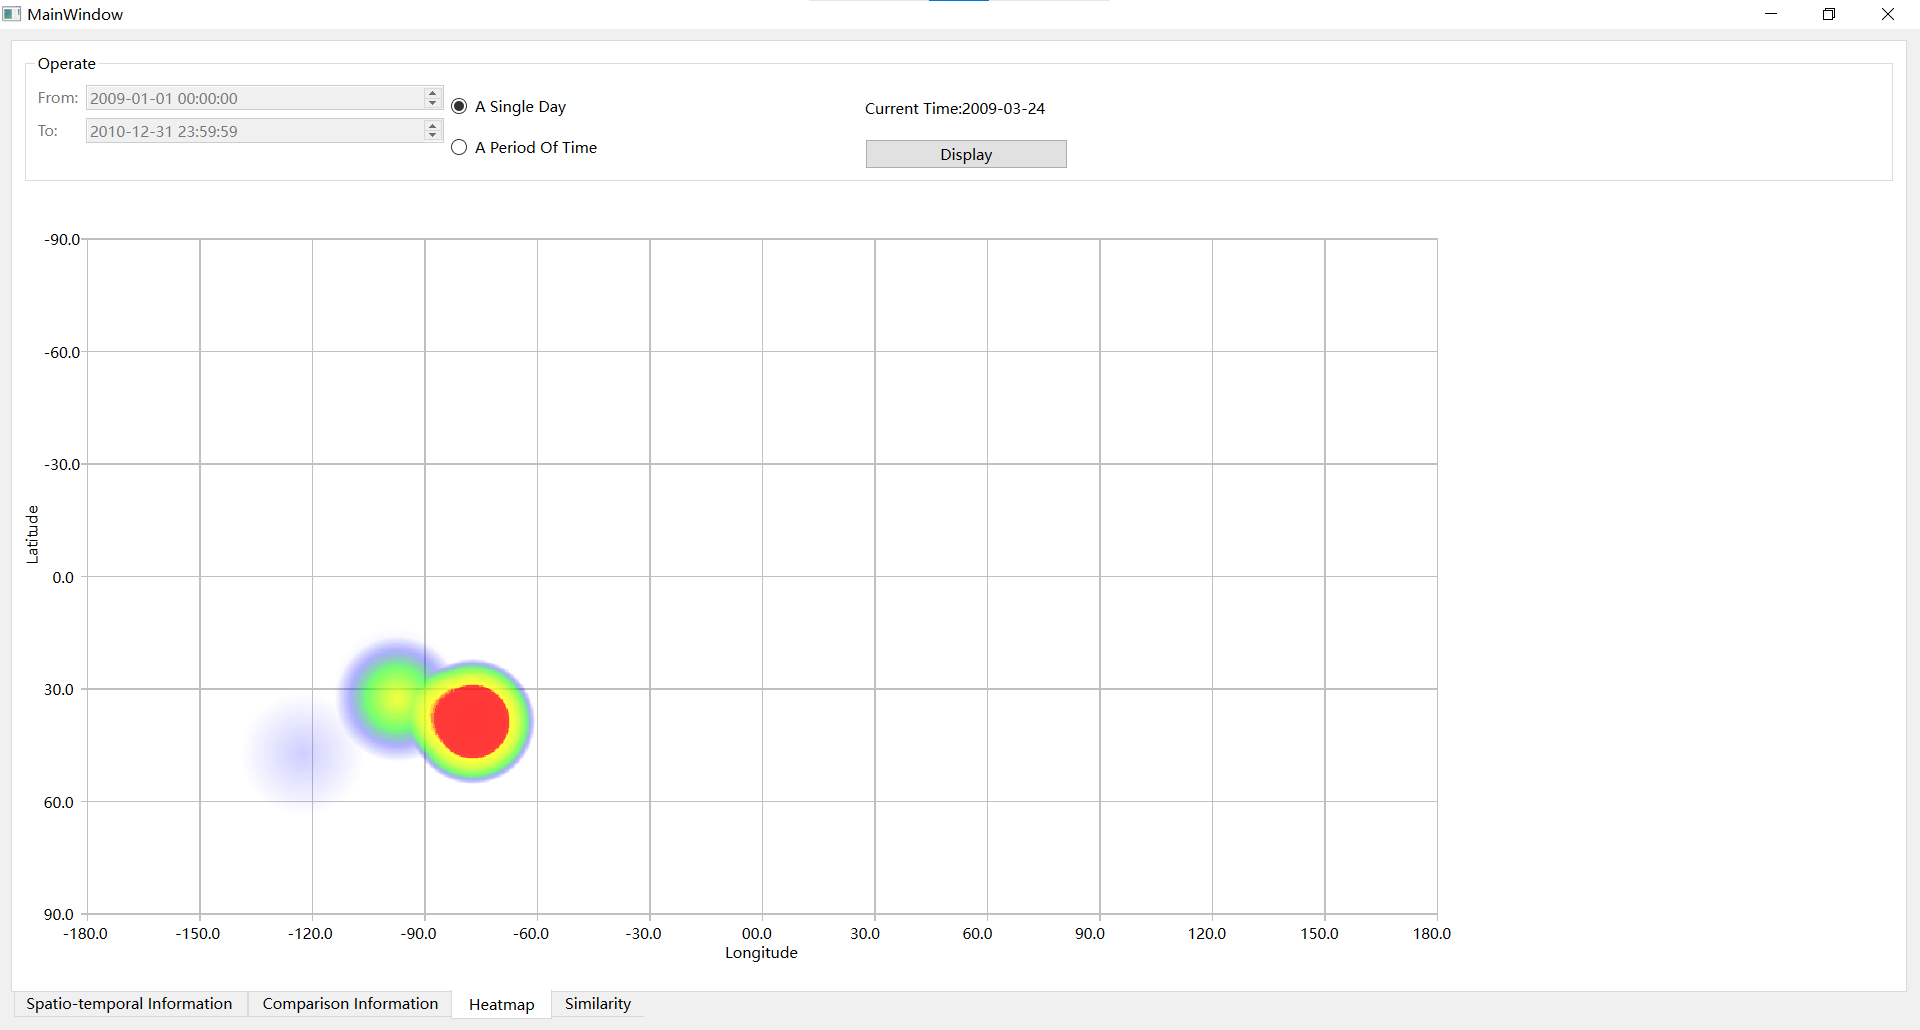 MainWindow
Operate
From: 2009-01-01 00:00:00
To: 2010-12-31 23:59:59
A Single Day
A Period Of Time
Current Time:2009-03-24
Display
-90.0
-60.0
-30.0
Latitude
0.0
30.0
60.0
90.0
-180.0 -150.0 -120.0 -90.0 -60.0 -30.0 00.0 30.0 60.0 90.0 120.0 150.0 180.0
Longitude
Spatio-temporal Information Comparison Information Heatmap Similarity